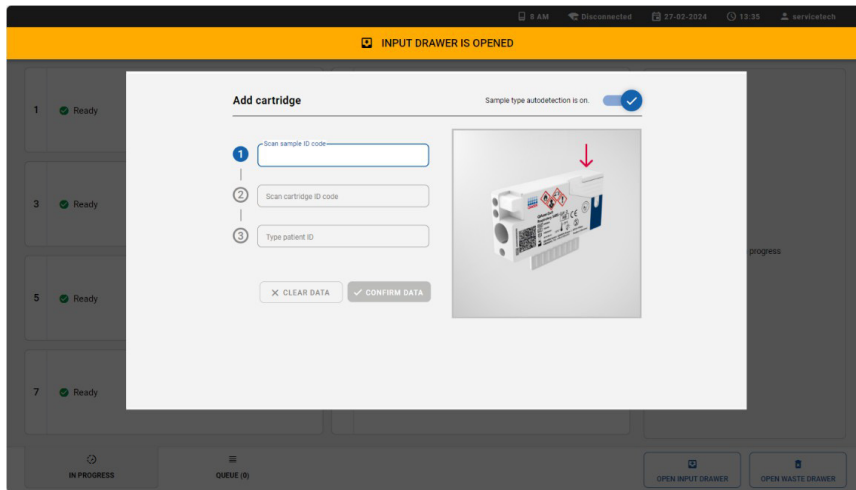 8 AM Disconnected 27-02-2024 13:35 servicetech
INPUT DRAWER IS OPENED
Add cartridge
Sample type autodetection is on.
1 Ready
1 Scan sample ID code
2 Scan cartridge ID code
3 Type patient ID
3 Ready
progress
CLEAR DATA
CONFIRM DATA
5 Ready
7 Ready
IN PROGRESS
QUEUE (0)
OPEN INPUT DRAWER
OPEN WASTE DRAWER